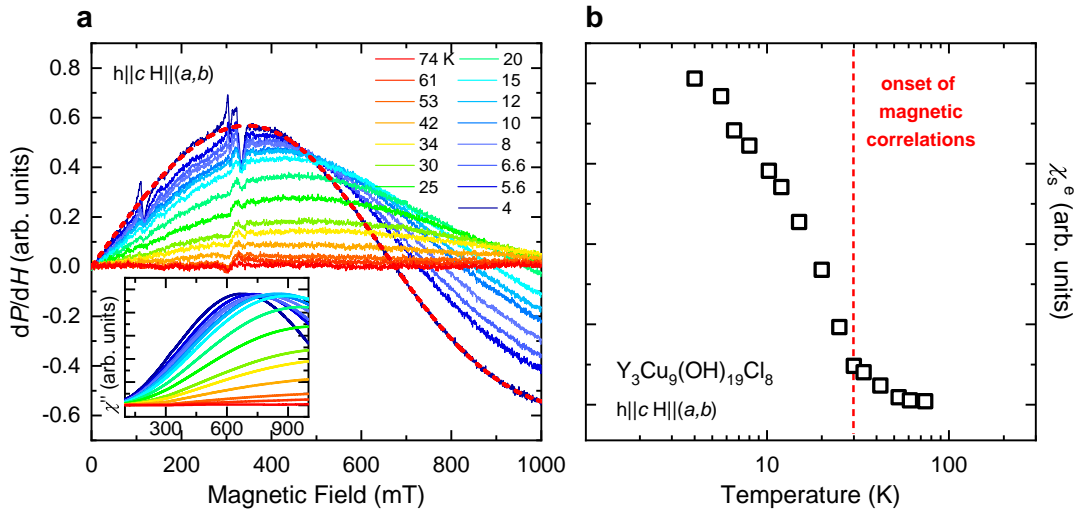 a
h||c H||(a,b)
74 K 20
61 15
53 12
42 10
34 8
30 6.6
25 5.6
4
0.8
0.6
0.4
0.2
0.0
-0.2
-0.4
-0.6
dP/dH (arb. units)
χ'' (arb. units)
300 600 900
0 200 400 600 800 1000
Magnetic Field (mT)
b
onset of
magnetic
correlations
Y₃Cu₉(OH)₁₉Cl₈
h||c H||(a,b)
10 100
Temperature (K)
χₛᵉ (arb. units)